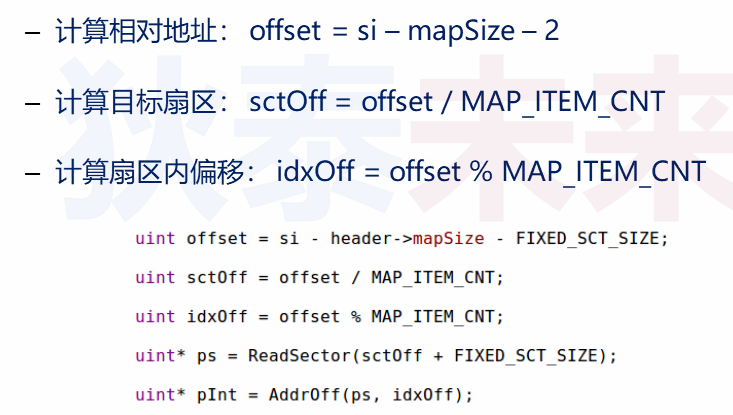 – 计算相对地址： offset = si – mapSize – 2
– 计算目标扇区： sctOff = offset / MAP_ITEM_CNT
– 计算扇区内偏移： idxOff = offset % MAP_ITEM_CNT
狄泰未来
uint offset = si - header->mapSize - FIXED_SCT_SIZE;
uint sctOff = offset / MAP_ITEM_CNT;
uint idxOff = offset % MAP_ITEM_CNT;
uint* ps = ReadSector(sctOff + FIXED_SCT_SIZE);
uint* pInt = AddrOff(ps, idxOff);